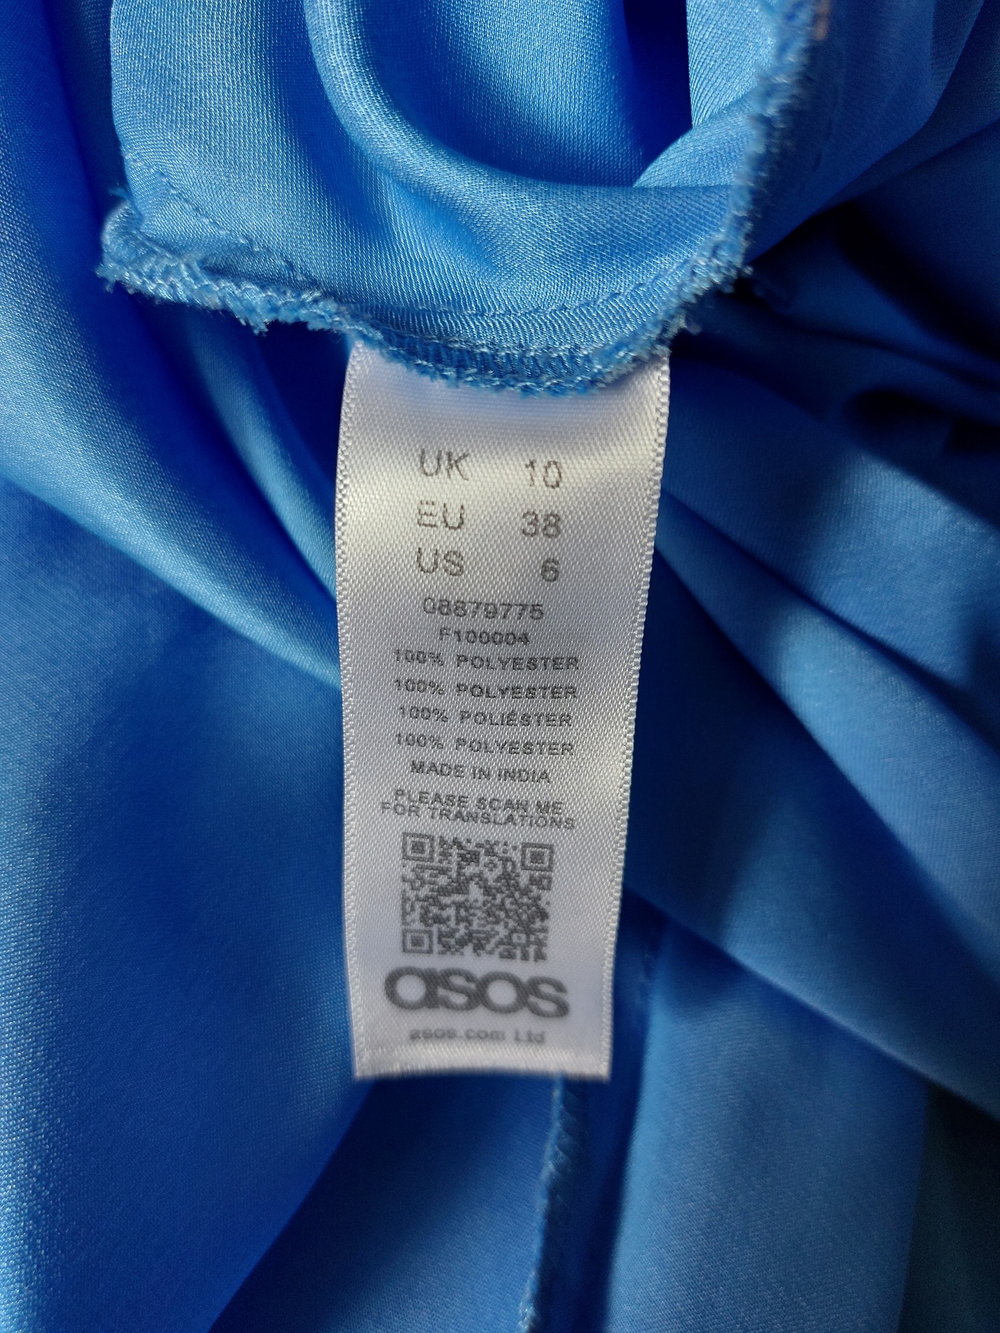 UK 10
EU 38
US 6
08879775
F100004
100% POLYESTER
100% POLYESTER
100% POLIÉSTER
100% POLYESTER
MADE IN INDIA
PLEASE SCAN ME
FOR TRANSLATIONS
asos
asos.com Ltd